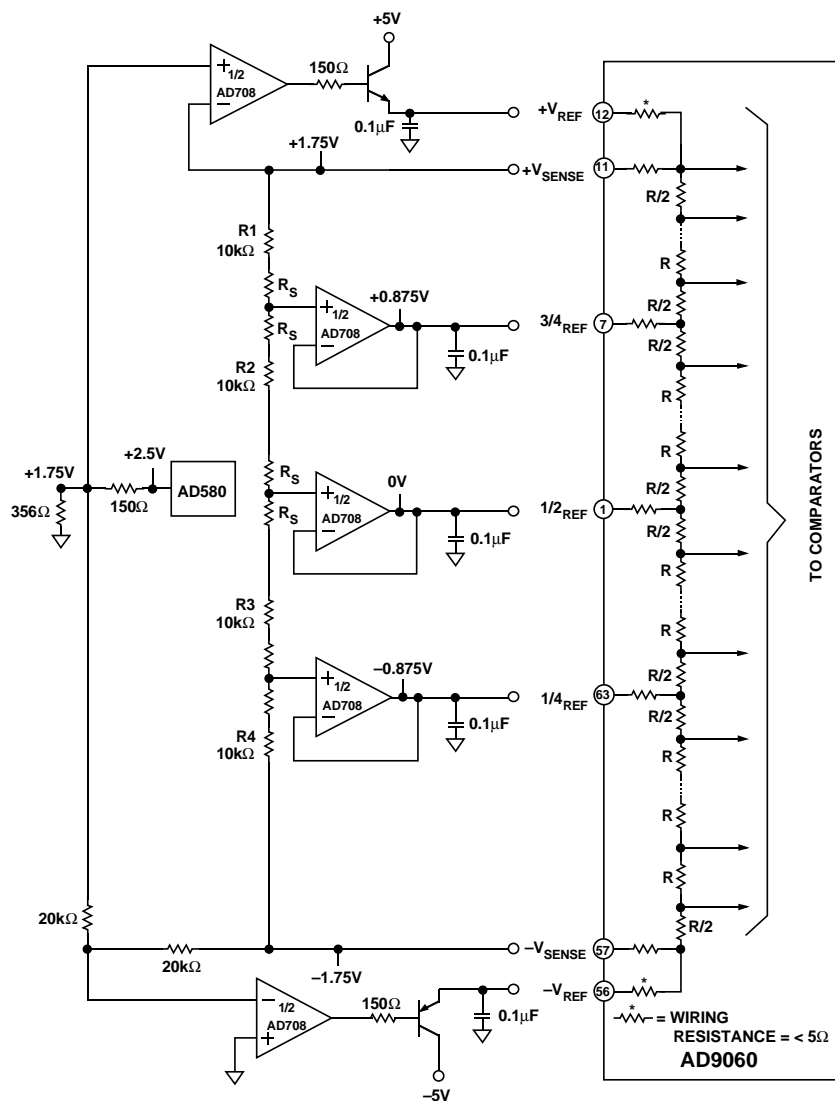 +5V
+
1/2
AD708
−
150Ω
0.1µF
+VREF
12
*
+1.75V
+VSENSE
11
R/2
R1
10kΩ
RS
R
+
1/2
AD708
−
+0.875V
R/2
3/4REF
7
RS
0.1µF
R/2
R2
10kΩ
R
R
+1.75V
+2.5V
RS
+
1/2
AD708
−
0V
R/2
AD580
356Ω
150Ω
RS
0.1µF
1/2REF
1
R/2
TO COMPARATORS
R
R3
10kΩ
R
+
1/2
AD708
−
−0.875V
R/2
1/4REF
63
0.1µF
R/2
R4
10kΩ
R
R
R
20kΩ
R/2
20kΩ
−1.75V
−VSENSE
57
−
1/2
AD708
+
150Ω
0.1µF
−VREF
56
*
−5V
*
= WIRING
RESISTANCE = < 5Ω
AD9060